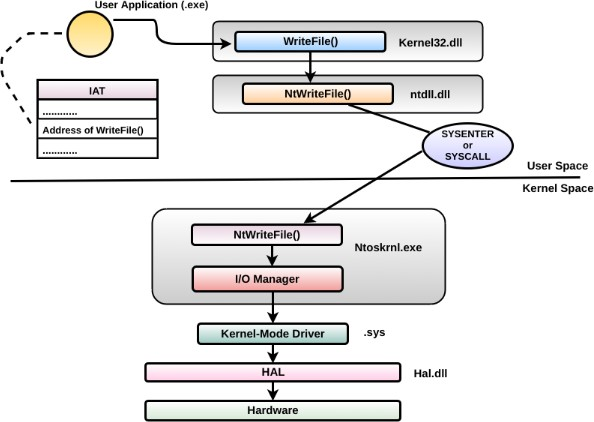 User Application (.exe)
WriteFile()
Kernel32.dll
NtWriteFile()
ntdll.dll
IAT
............
Address of WriteFile()
............
SYSENTER
or
SYSCALL
User Space
Kernel Space
NtWriteFile()
Ntoskrnl.exe
I/O Manager
Kernel-Mode Driver
.sys
HAL
Hal.dll
Hardware